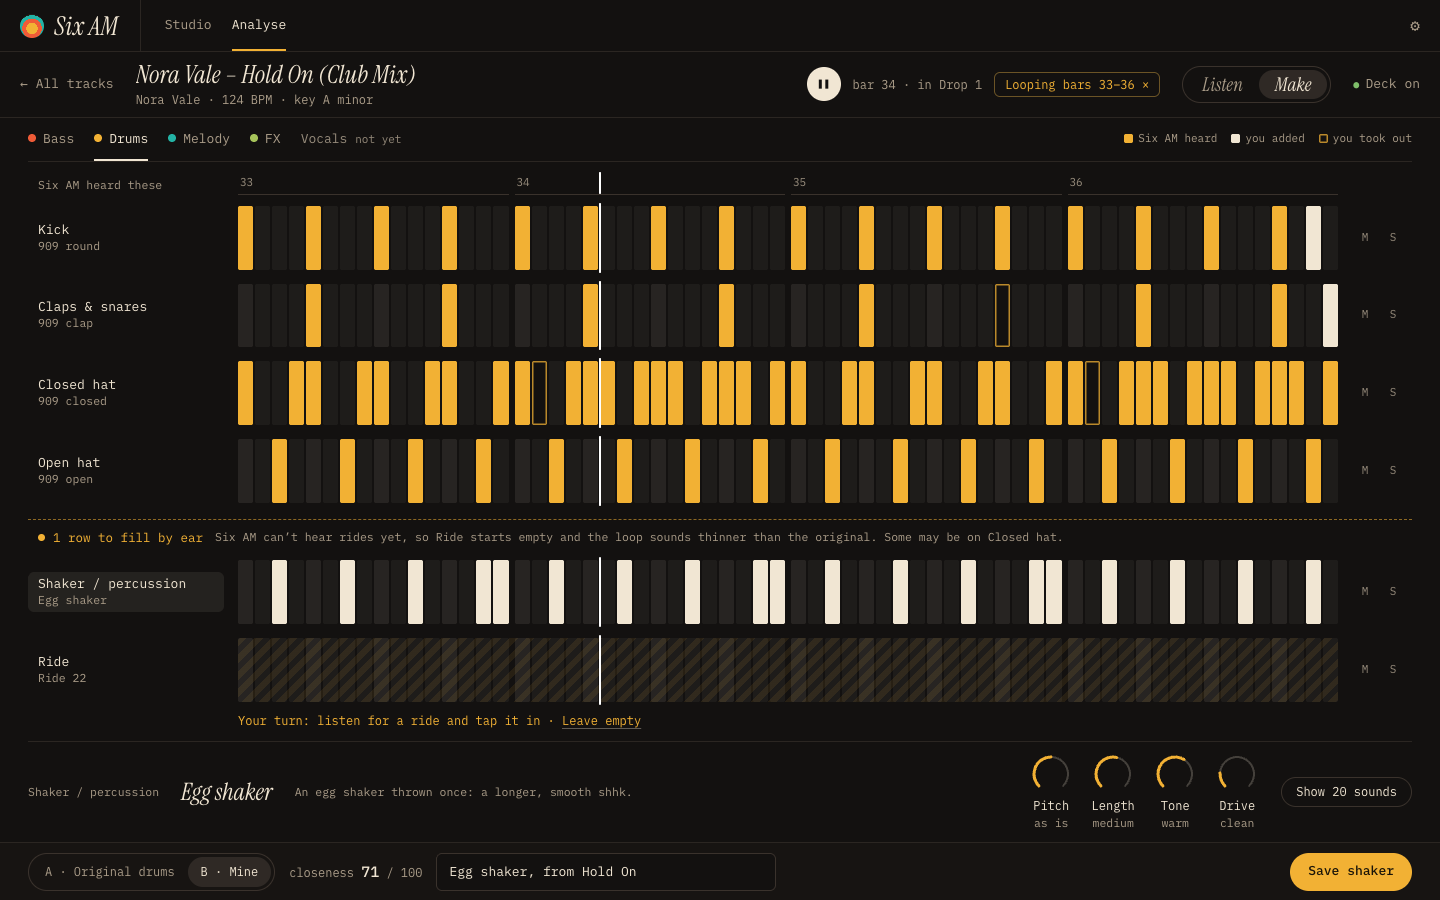 Six AM
Studio
Analyse
⚙
← All tracks
Nora Vale – Hold On (Club Mix)
Nora Vale · 124 BPM · key A minor
bar 34 · in Drop 1
Looping bars 33–36 ×
Listen
Make
Deck on
Bass
Drums
Melody
FX
Vocals not yet
Six AM heard
you added
you took out
Six AM heard these
33
34
35
36
Kick
909 round
M S
Claps & snares
909 clap
M S
Closed hat
909 closed
M S
Open hat
909 open
M S
1 row to fill by ear
Six AM can’t hear rides yet, so Ride starts empty and the loop sounds thinner than the original. Some may be on Closed hat.
Shaker / percussion
Egg shaker
M S
Ride
Ride 22
M S
Your turn: listen for a ride and tap it in · Leave empty
Shaker / percussion
Egg shaker
An egg shaker thrown once: a longer, smooth shhk.
Pitch
as is
Length
medium
Tone
warm
Drive
clean
Show 20 sounds
A · Original drums
B · Mine
closeness 71 / 100
Egg shaker, from Hold On
Save shaker